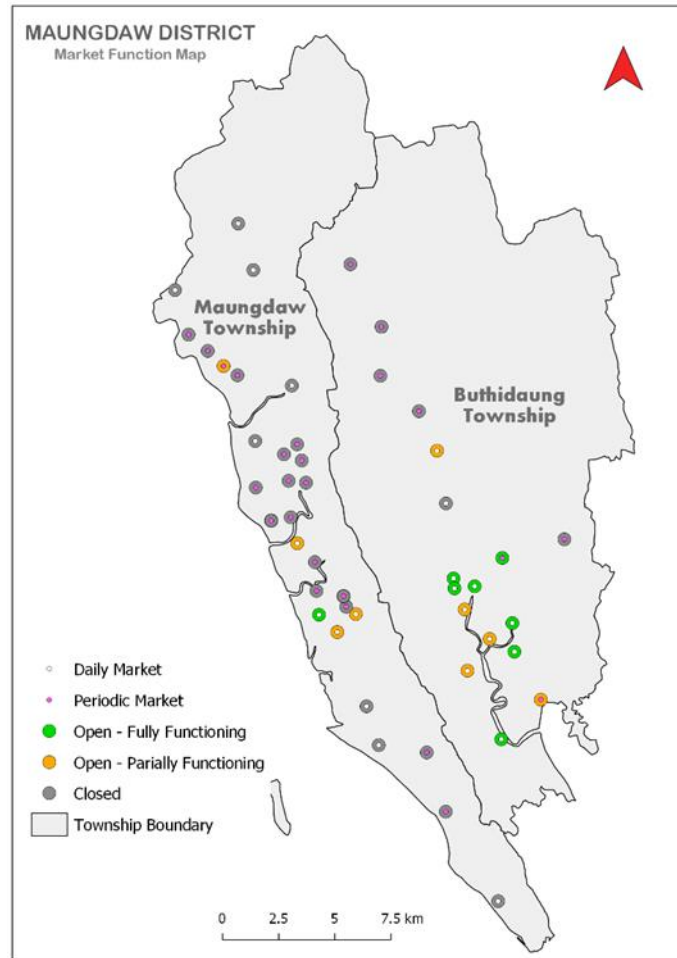 MAUNGDAW DISTRICT
Market Function Map
Maungdaw
Township
Buthidaung
Township
Daily Market
Periodic Market
Open - Fully Functioning
Open - Parially Functioning
Closed
Township Boundary
0 2.5 5 7.5 km